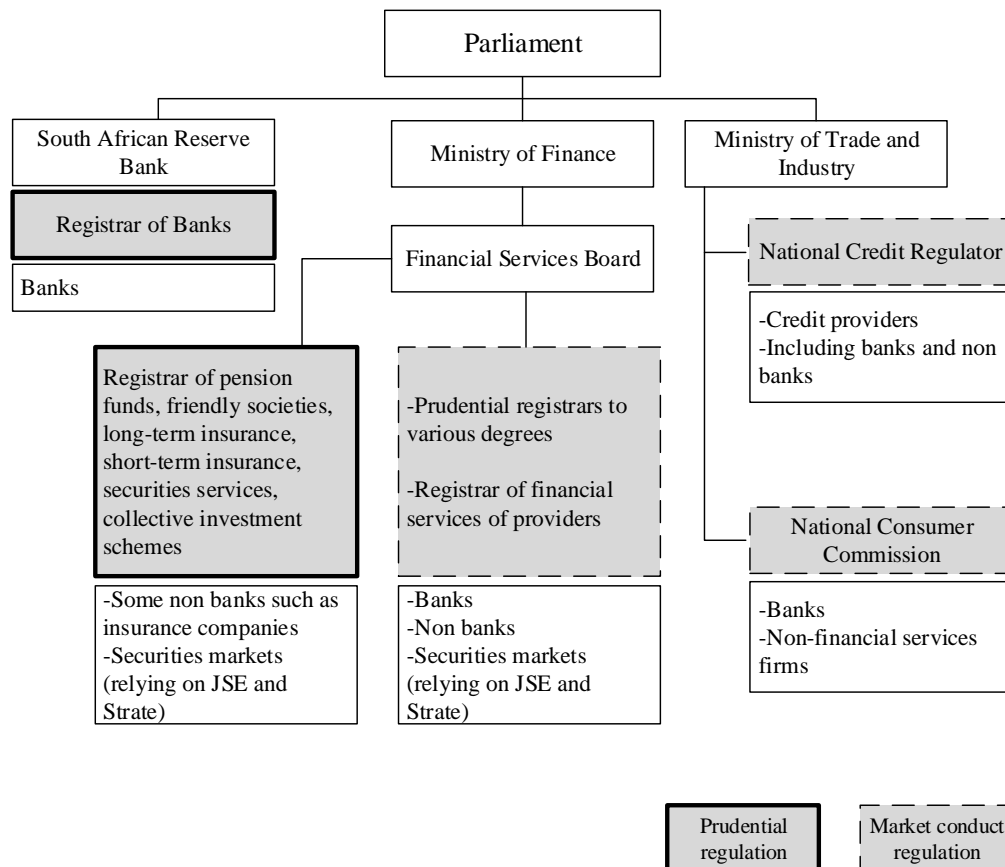 Parliament
South African Reserve
Bank
Registrar of Banks
Banks
Ministry of Finance
Financial Services Board
Registrar of pension
funds, friendly societies,
long-term insurance,
short-term insurance,
securities services,
collective investment
schemes
-Some non banks such as
insurance companies
-Securities markets
(relying on JSE and
Strate)
-Prudential registrars to
various degrees
-Registrar of financial
services of providers
-Banks
-Non banks
-Securities markets
(relying on JSE and
Strate)
Ministry of Trade and
Industry
National Credit Regulator
-Credit providers
-Including banks and non
banks
National Consumer
Commission
-Banks
-Non-financial services
firms
Prudential
regulation
Market conduct
regulation